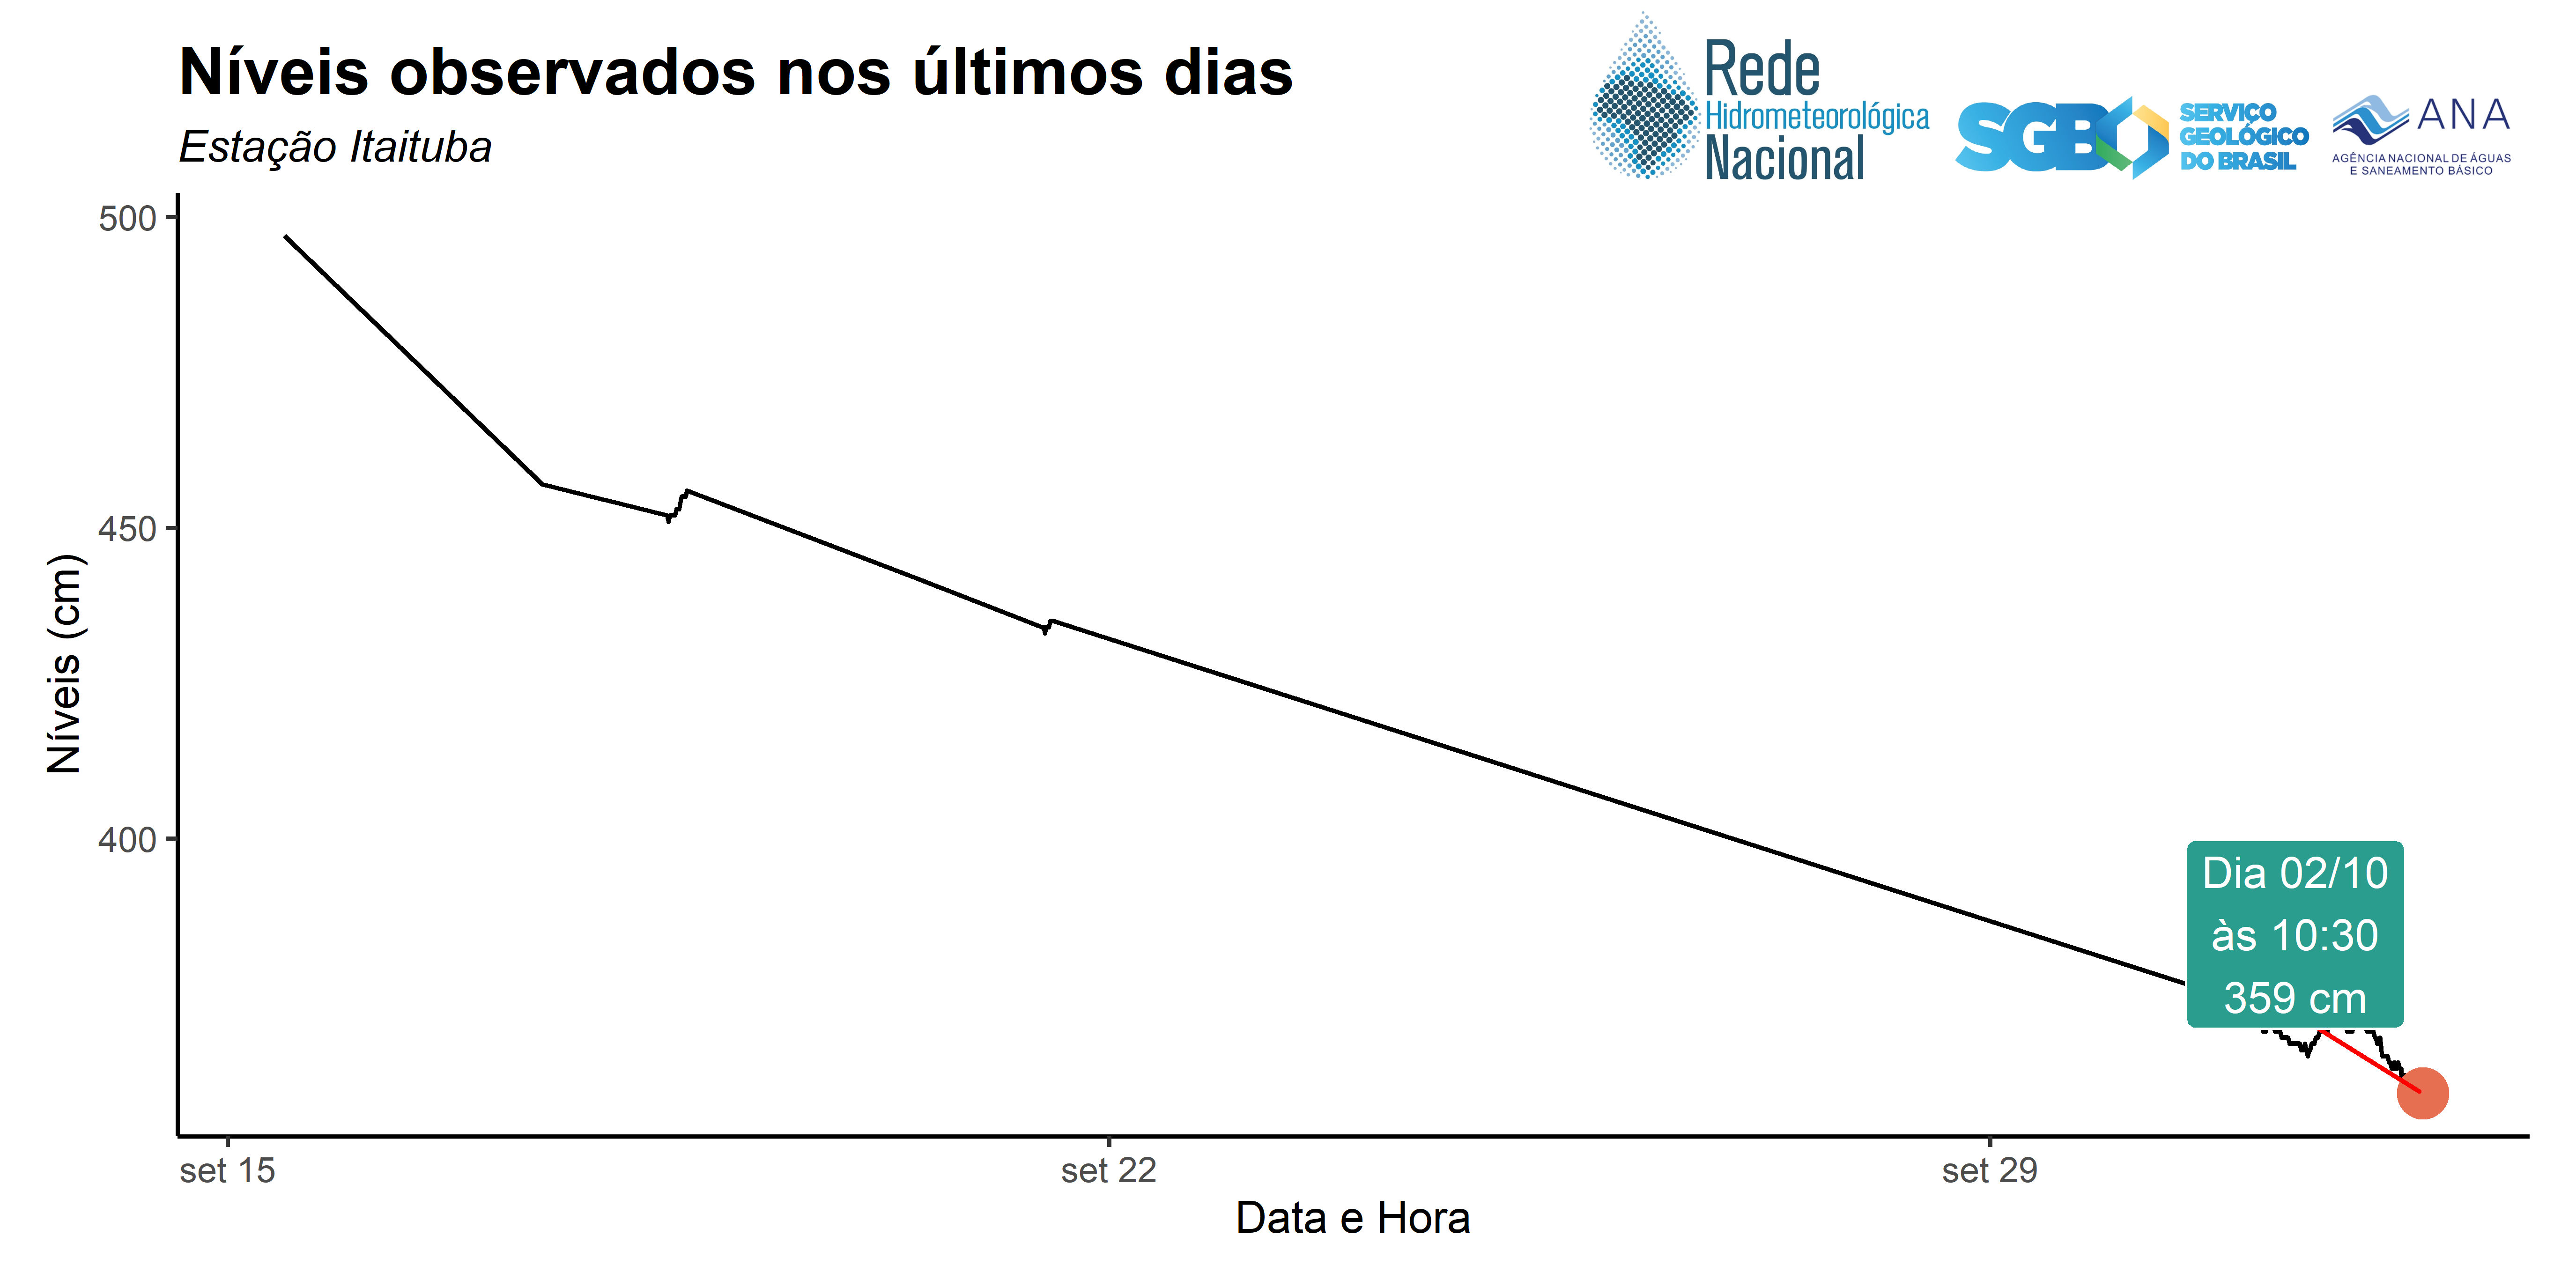 Níveis observados nos últimos dias
Estação Itaituba
Rede
Hidrometeorológica
Nacional
SGB
SERVIÇO
GEOLÓGICO
DO BRASIL
ANA
AGÊNCIA NACIONAL DE ÁGUAS
E SANEAMENTO BÁSICO
500
450
400
Níveis (cm)
Dia 02/10
às 10:30
359 cm
set 15
set 22
set 29
Data e Hora